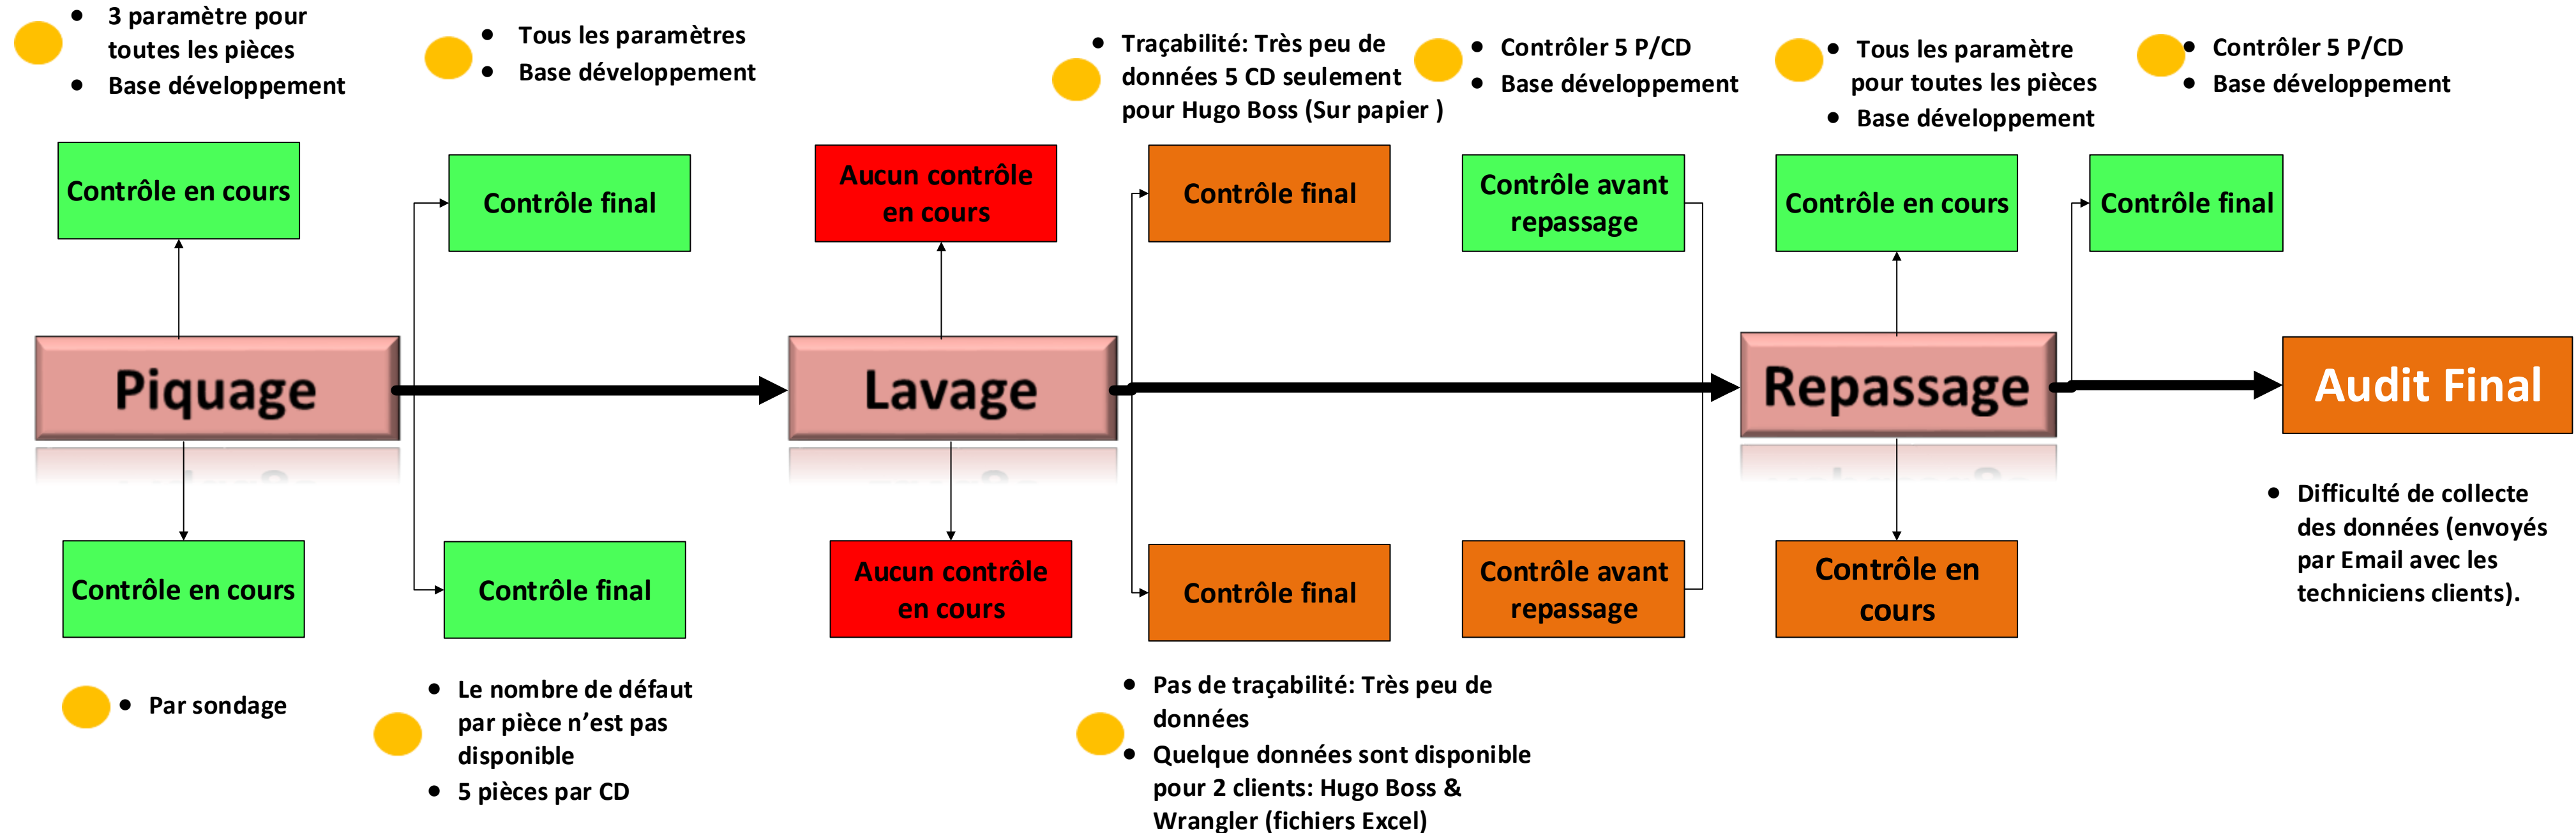 • 3 paramètre pour
toutes les pièces
• Base développement
• Tous les paramètres
• Base développement
• Traçabilité: Très peu de
données 5 CD seulement
pour Hugo Boss (Sur papier )
• Contrôler 5 P/CD
• Base développement
• Tous les paramètre
pour toutes les pièces
• Base développement
• Contrôler 5 P/CD
• Base développement
Contrôle en cours
Contrôle final
Aucun contrôle
en cours
Contrôle final
Contrôle avant
repassage
Contrôle en cours
Contrôle final
Piquage
Lavage
Repassage
Audit Final
Contrôle en cours
Contrôle final
Aucun contrôle
en cours
Contrôle final
Contrôle avant
repassage
Contrôle en
cours
• Difficulté de collecte
des données (envoyés
par Email avec les
techniciens clients).
• Par sondage
• Le nombre de défaut
par pièce n’est pas
disponible
• 5 pièces par CD
• Pas de traçabilité: Très peu de
données
• Quelque données sont disponible
pour 2 clients: Hugo Boss &
Wrangler (fichiers Excel)